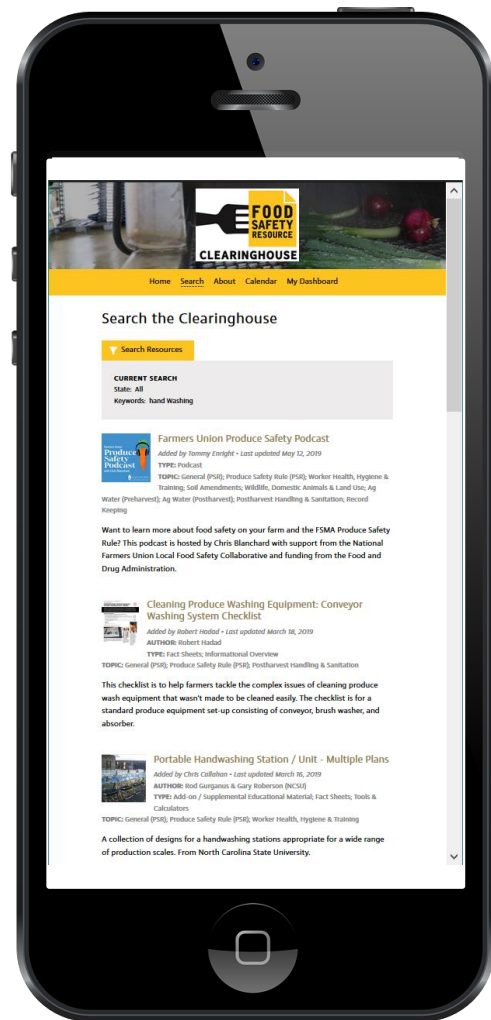 FOOD
SAFETY
RESOURCE
CLEARINGHOUSE
Home Search About Calendar My Dashboard
Search the Clearinghouse
Search Resources
CURRENT SEARCH
State: All
Keywords: hand Washing
Produce
Safety
Podcast
Farmers Union Produce Safety Podcast
Added by Tammy Enright • Last updated May 12, 2019
TYPE: Podcast
TOPIC: General (PSR); Produce Safety Rule (PSR); Worker Health, Hygiene &
Training; Soil Amendments; Wildlife, Domestic Animals & Land Use; Ag
Water (Preharvest); Ag Water (Postharvest); Postharvest Handling & Sanitation; Record
Keeping
Want to learn more about food safety on your farm and the FSMA Produce Safety
Rule? This podcast is hosted by Chris Blanchard with support from the National
Farmers Union Local Food Safety Collaborative and funding from the Food and
Drug Administration.
Cleaning Produce Washing Equipment: Conveyor
Washing System Checklist
Added by Robert Hadad • Last updated March 18, 2019
AUTHOR: Robert Hadad
TYPE: Fact Sheets; Informational Overview
TOPIC: General (PSR); Produce Safety Rule (PSR); Postharvest Handling & Sanitation
This checklist is to help farmers tackle the complex issues of cleaning produce
wash equipment that wasn't made to be cleaned easily. The checklist is for a
standard produce equipment set-up consisting of conveyor, brush washer, and
absorber.
Portable Handwashing Station / Unit - Multiple Plans
Added by Chris Callahan • Last updated March 16, 2019
AUTHOR: Rod Gurganus & Gary Roberson (NCSU)
TYPE: Add-on / Supplemental Educational Material; Fact Sheets; Tools &
Calculators
TOPIC: General (PSR); Produce Safety Rule (PSR); Worker Health, Hygiene & Training
A collection of designs for a handwashing stations appropriate for a wide range
of production scales. From North Carolina State University.